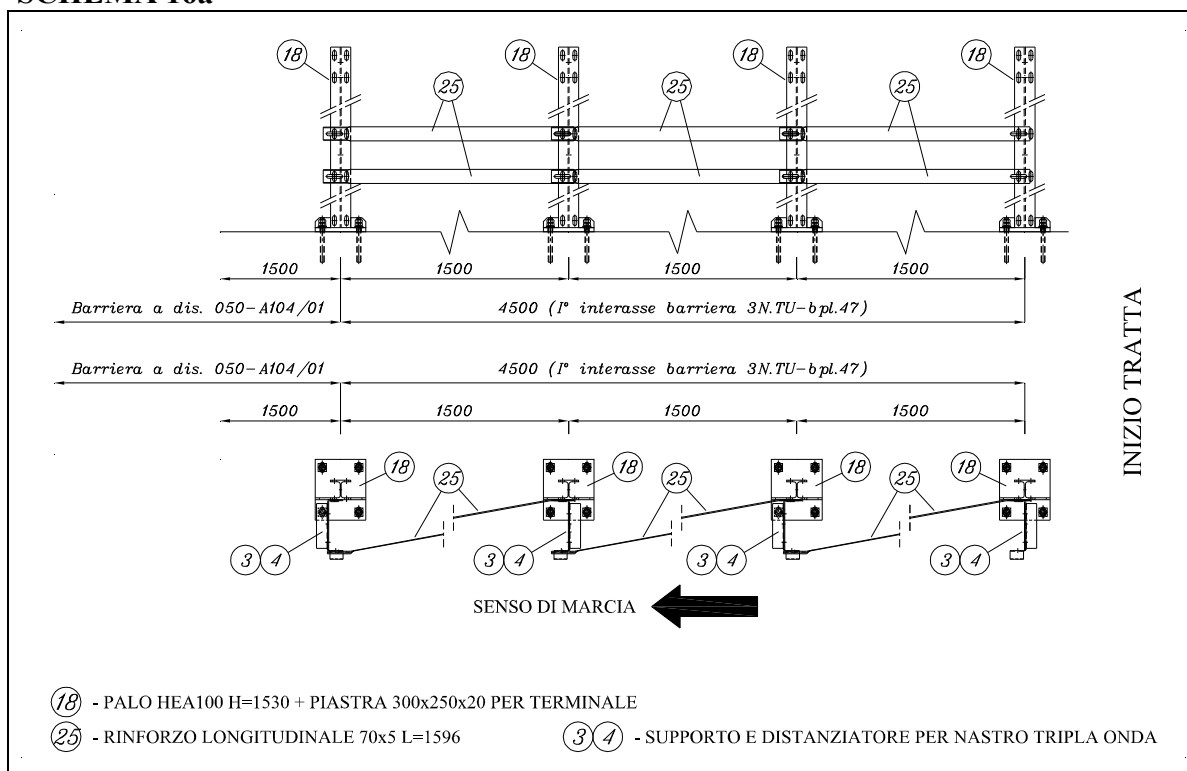 SCHEMA 16a
18 18 18 18
25 25 25
1500 1500 1500 1500
Barriera a dis. 050-A104/01 4500 (I° interasse barriera 3N.TU-bpl.47)
Barriera a dis. 050-A104/01 4500 (I° interasse barriera 3N.TU-bpl.47)
1500 1500 1500 1500
INIZIO TRATTA
18 25 18 25 18 25 18
3 4 3 4 3 4 3 4
SENSO DI MARCIA
18 - PALO HEA100 H=1530 + PIASTRA 300x250x20 PER TERMINALE
25 - RINFORZO LONGITUDINALE 70x5 L=1596
3 4 - SUPPORTO E DISTANZIATORE PER NASTRO TRIPLA ONDA